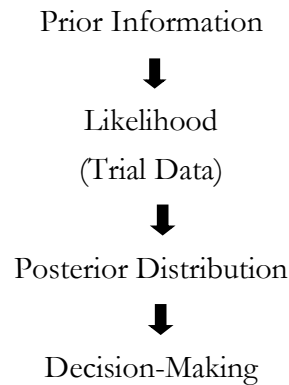 Prior Information
Likelihood
(Trial Data)
Posterior Distribution
Decision-Making